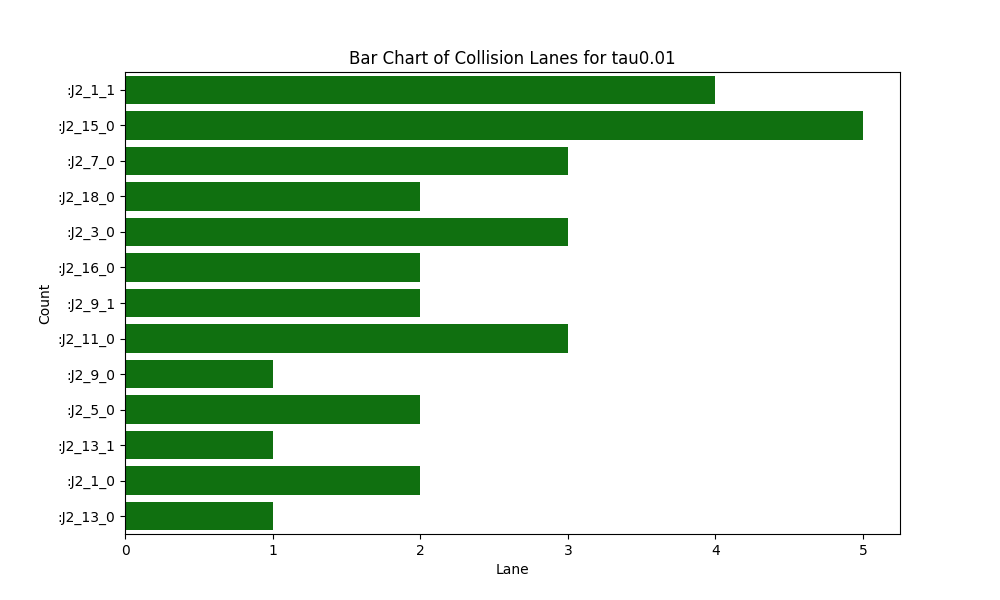 Bar Chart of Collision Lanes for tau0.01
:J2_1_1
:J2_15_0
:J2_7_0
:J2_18_0
:J2_3_0
:J2_16_0
:J2_9_1
:J2_11_0
:J2_9_0
:J2_5_0
:J2_13_1
:J2_1_0
:J2_13_0
Count
0 1 2 3 4 5
Lane